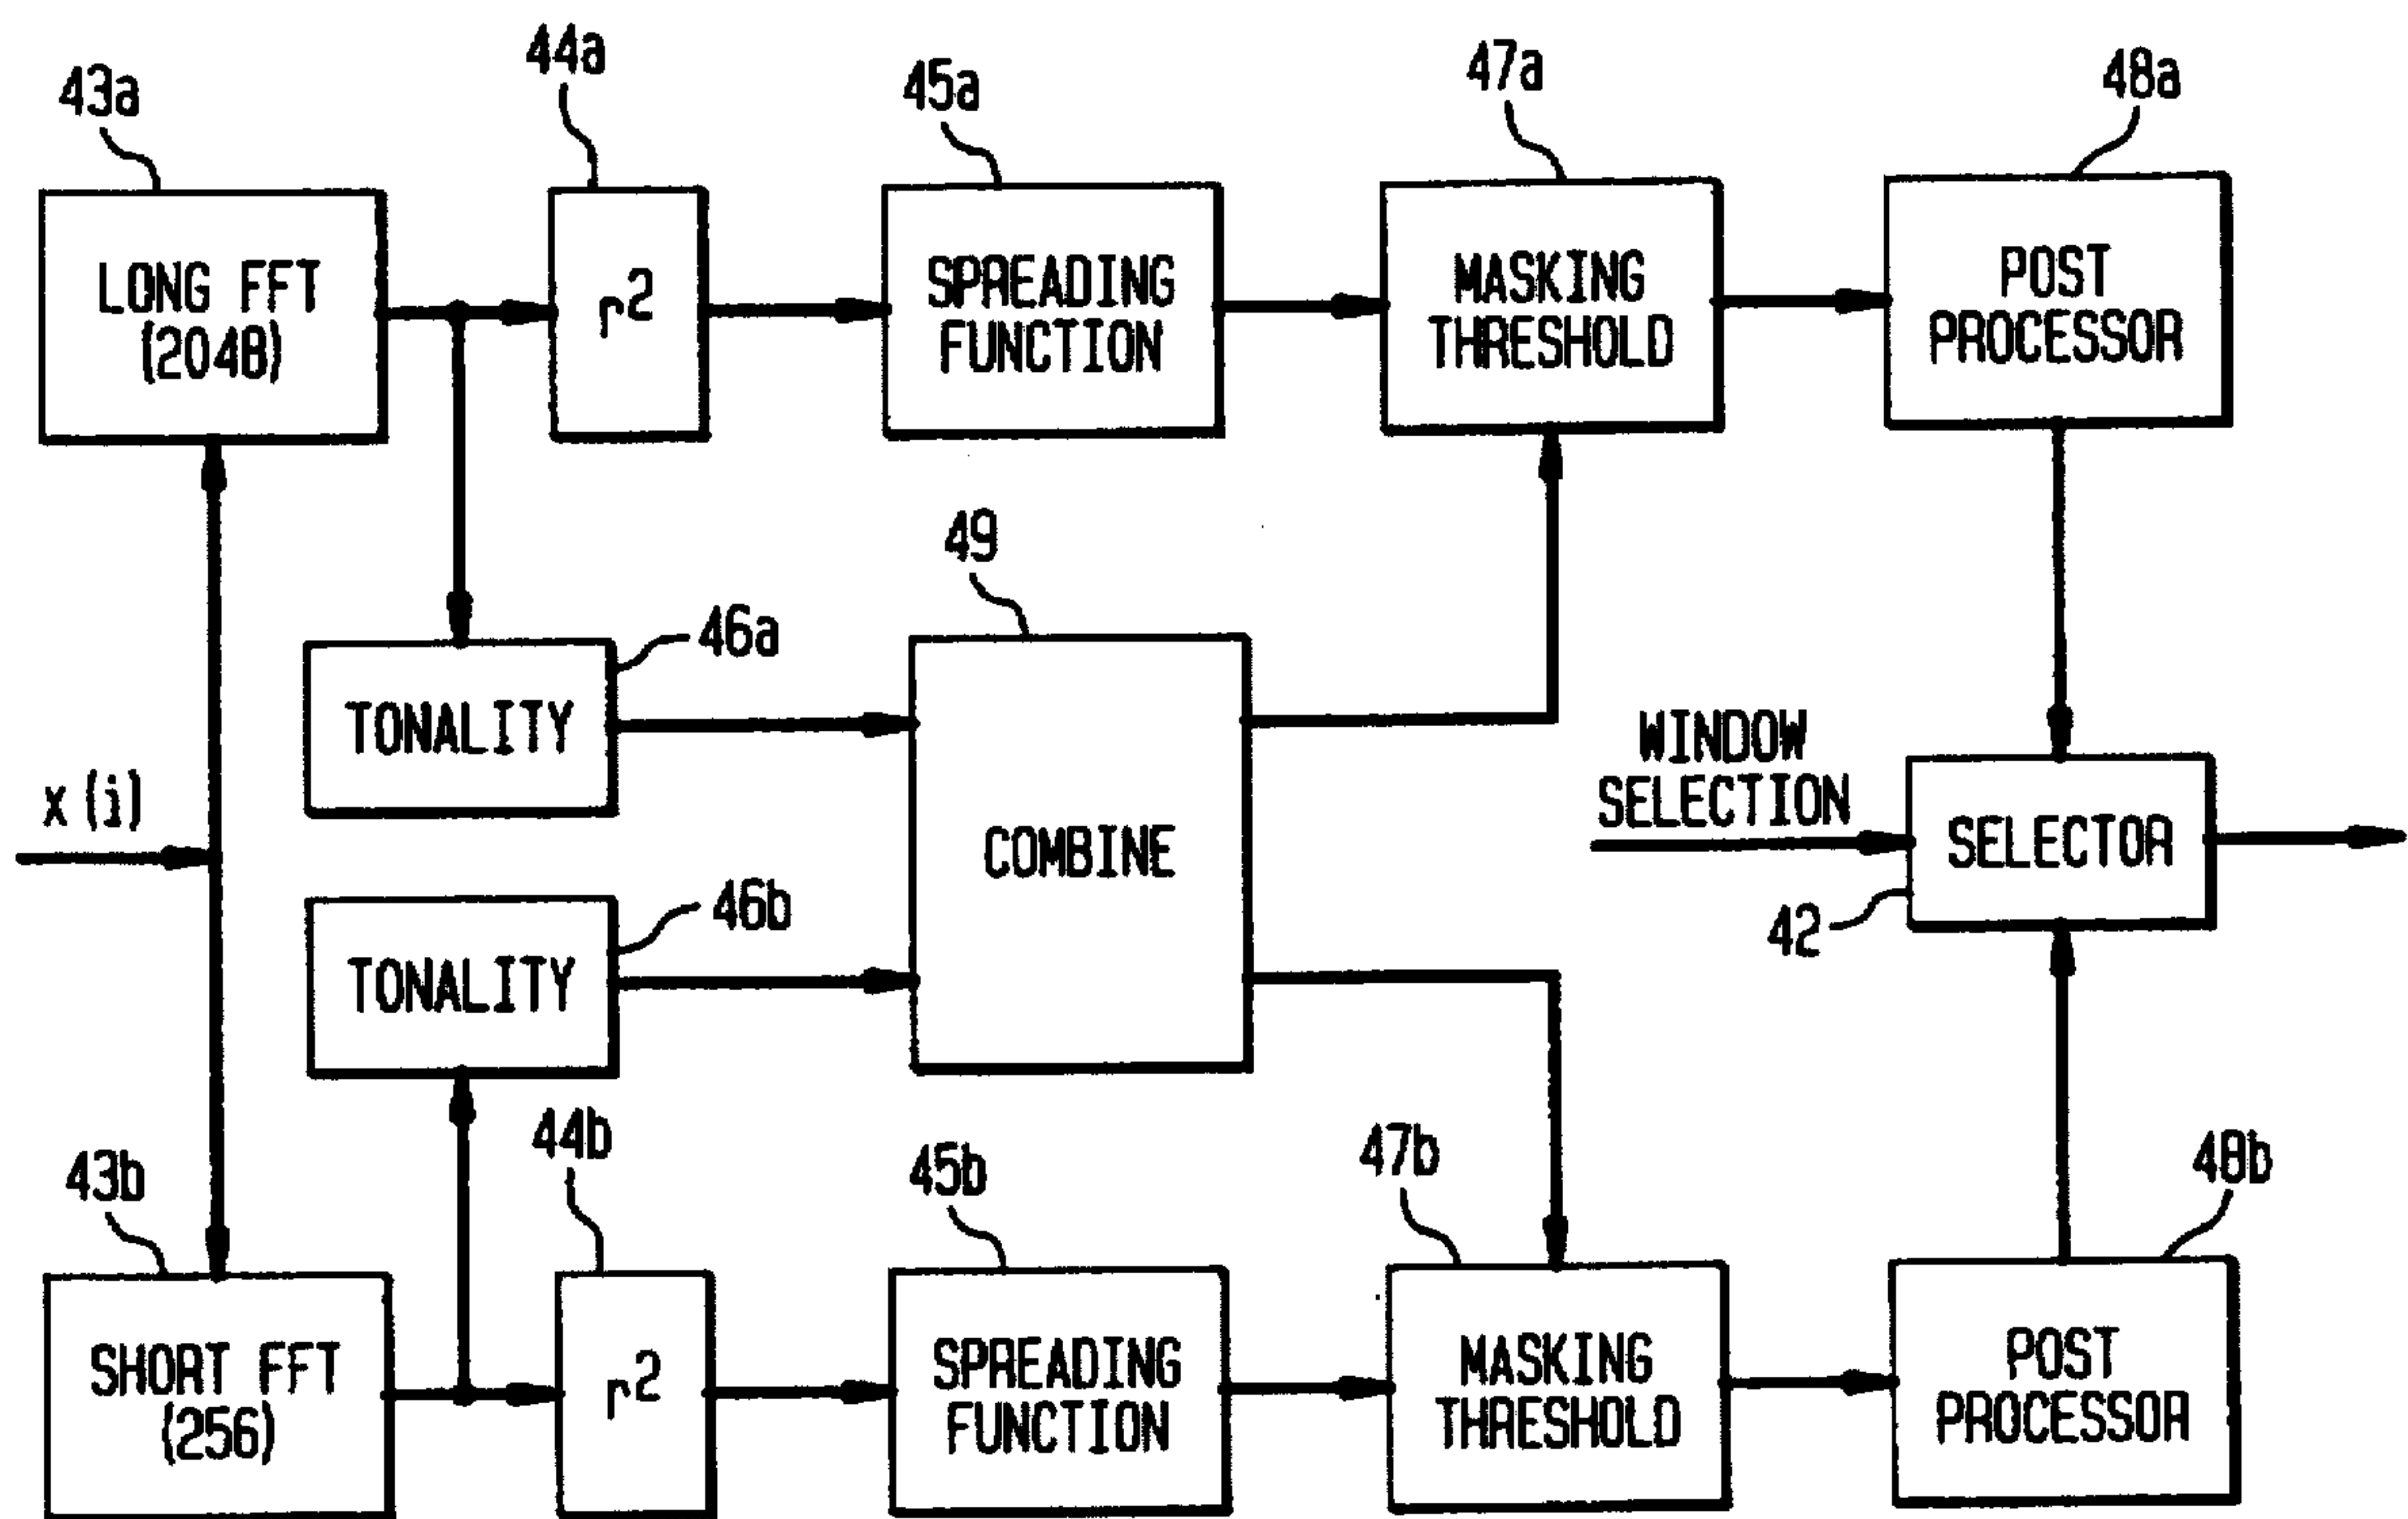 43a
44a
45a
47a
48a
LONG FFT
(2048)
r2
SPREADING
FUNCTION
MASKING
THRESHOLD
POST
PROCESSOR
49
46a
TONALITY
x(i)
COMBINE
WINDOW
SELECTION
SELECTOR
42
46b
TONALITY
43b
44b
45b
47b
48b
SHORT FFT
(256)
r2
SPREADING
FUNCTION
MASKING
THRESHOLD
POST
PROCESSOR